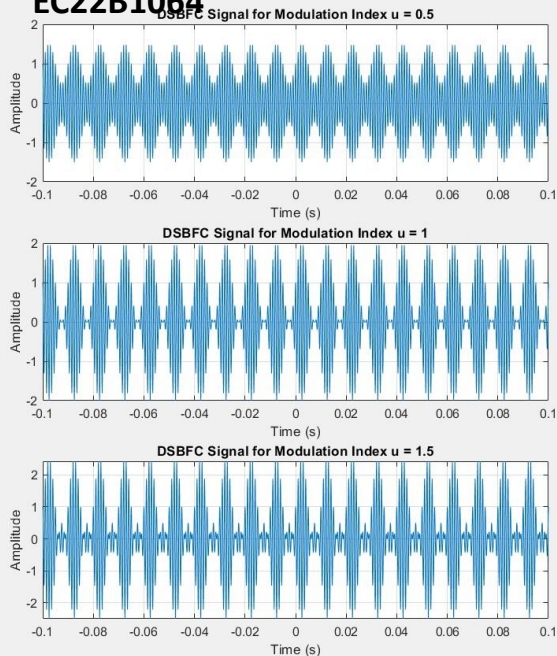 EC22B1064
DSBFC Signal for Modulation Index u = 0.5
2
1
0
-1
-2
Amplitude
-0.1 -0.08 -0.06 -0.04 -0.02 0 0.02 0.04 0.06 0.08 0.1
Time (s)
DSBFC Signal for Modulation Index u = 1
2
1
0
-1
-2
Amplitude
-0.1 -0.08 -0.06 -0.04 -0.02 0 0.02 0.04 0.06 0.08 0.1
Time (s)
DSBFC Signal for Modulation Index u = 1.5
2
1
0
-1
-2
Amplitude
-0.1 -0.08 -0.06 -0.04 -0.02 0 0.02 0.04 0.06 0.08 0.1
Time (s)